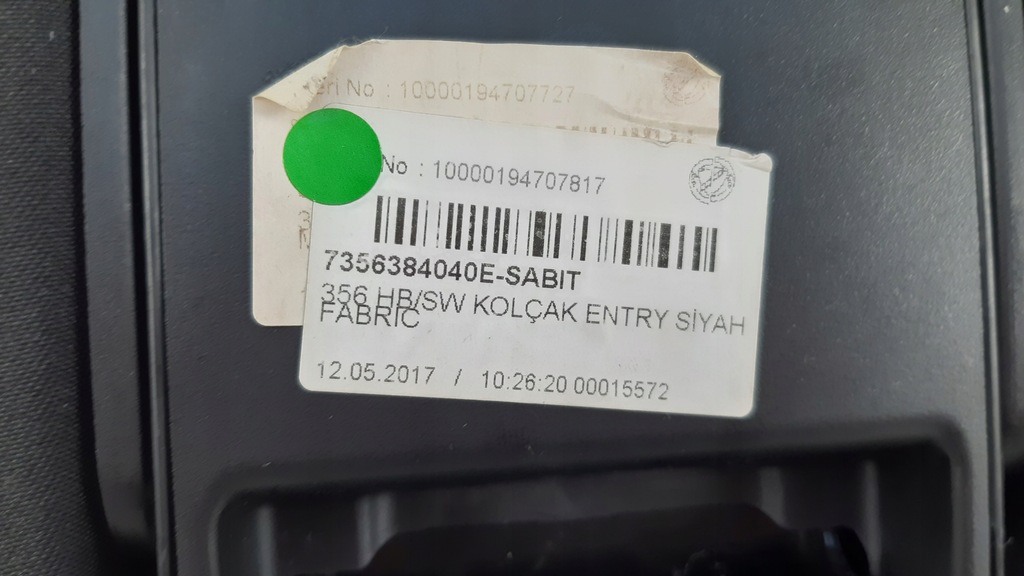 eri No : 10000194707727
No : 10000194707817
7356384040E-SABIT
356 HB/SW KOLÇAK ENTRY SİYAH
FABRIC
12.05.2017 / 10:26:20 00015572